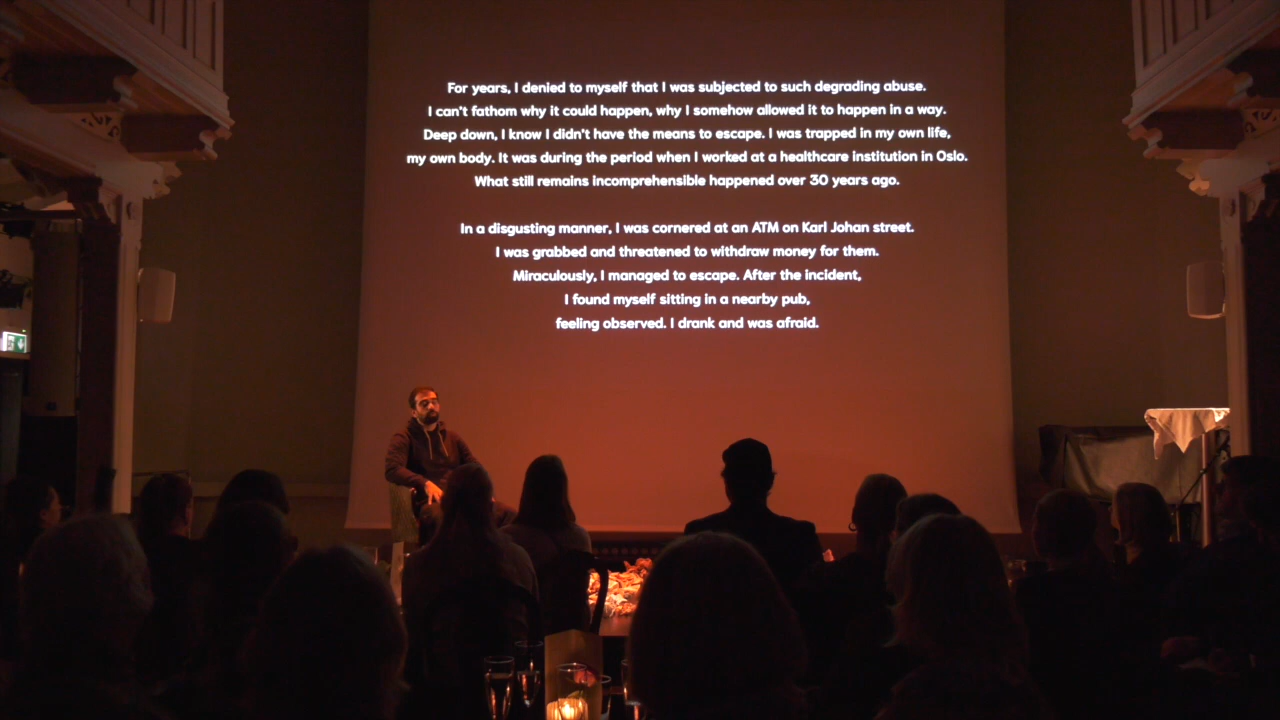 For years, I denied to myself that I was subjected to such degrading abuse.
I can't fathom why it could happen, why I somehow allowed it to happen in a way.
Deep down, I know I didn't have the means to escape. I was trapped in my own life,
my own body. It was during the period when I worked at a healthcare institution in Oslo.
What still remains incomprehensible happened over 30 years ago.
In a disgusting manner, I was cornered at an ATM on Karl Johan street.
I was grabbed and threatened to withdraw money for them.
Miraculously, I managed to escape. After the incident,
I found myself sitting in a nearby pub,
feeling observed. I drank and was afraid.